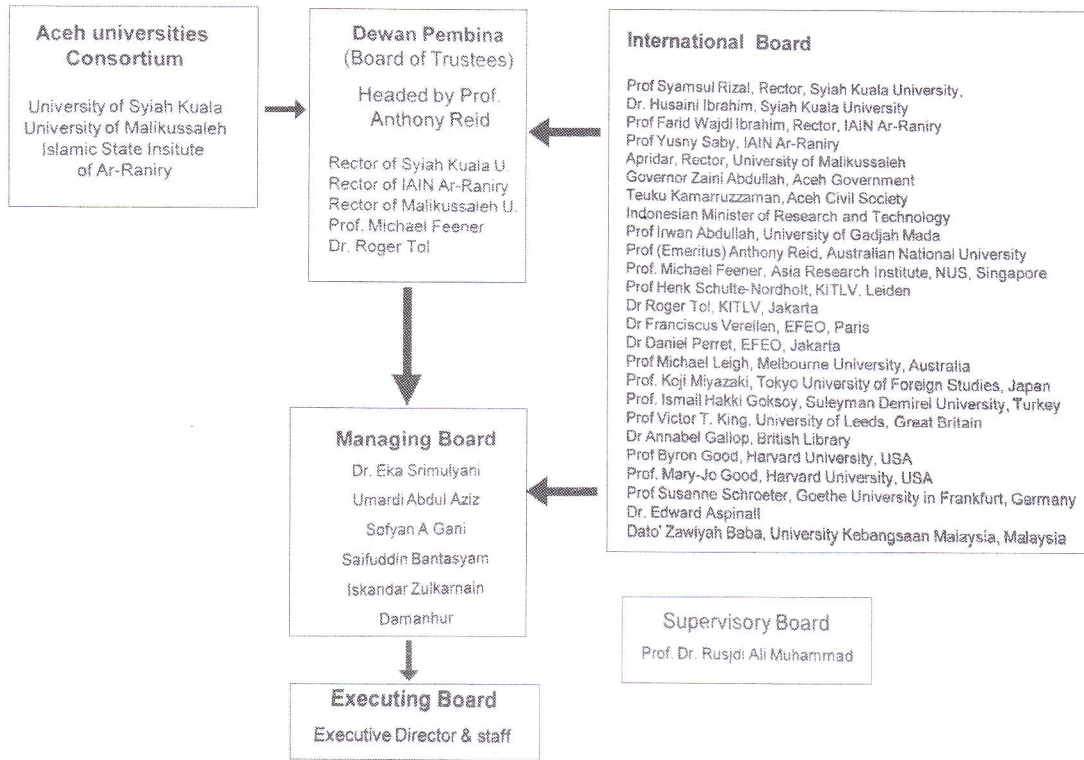 Aceh universities
Consortium
University of Syiah Kuala
University of Malikussaleh
Islamic State Insitute
of Ar-Raniry
Dewan Pembina
(Board of Trustees)
Headed by Prof.
Anthony Reid
Rector of Syiah Kuala U.
Rector of IAIN Ar-Raniry
Rector of Malikussaleh U.
Prof. Michael Feener
Dr. Roger Tol
International Board
Prof Syamsul Rizal, Rector, Syiah Kuala University,
Dr. Husaini Ibrahim, Syiah Kuala University
Prof Farid Wajdi Ibrahim, Rector, IAIN Ar-Raniry
Prof Yusny Saby, IAIN Ar-Raniry
Apridar, Rector, University of Malikussaleh
Governor Zaini Abdullah, Aceh Government
Teuku Kamarruzzaman, Aceh Civil Society
Indonesian Minister of Research and Technology
Prof Irwan Abdullah, University of Gadjah Mada
Prof (Emeritus) Anthony Reid, Australian National University
Prof. Michael Feener, Asia Research Institute, NUS, Singapore
Prof Henk Schulte-Nordholt, KITLV, Leiden
Dr Roger Tol, KITLV, Jakarta
Dr Franciscus Verellen, EFEO, Paris
Dr Daniel Perret, EFEO, Jakarta
Prof Michael Leigh, Melbourne University, Australia
Prof. Koji Miyazaki, Tokyo University of Foreign Studies, Japan
Prof. Ismail Hakki Goksoy, Suleyman Demirel University, Turkey
Prof Victor T. King, University of Leeds, Great Britain
Dr Annabel Gallop, British Library
Prof Byron Good, Harvard University, USA
Prof. Mary-Jo Good, Harvard University, USA
Prof Susanne Schroeter, Goethe University in Frankfurt, Germany
Dr. Edward Aspinall
Dato' Zawiyah Baba, University Kebangsaan Malaysia, Malaysia
Managing Board
Dr. Eka Srimulyani
Umardi Abdul Aziz
Sofyan A Gani
Saifuddin Bantasyam
Iskandar Zulkarnain
Damanhur
Supervisory Board
Prof. Dr. Rusjdi Ali Muhammad
Executing Board
Executive Director & staff